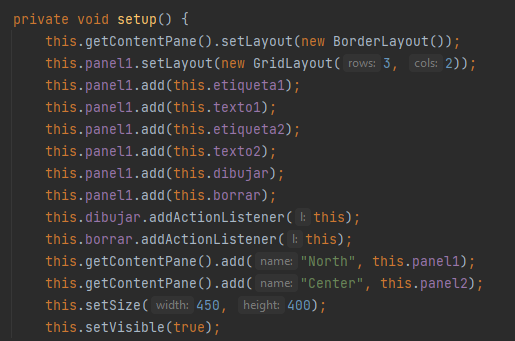 private void setup() {
this.getContentPane().setLayout(new BorderLayout());
this.panel1.setLayout(new GridLayout( rows: 3, cols: 2));
this.panel1.add(this.etiqueta1);
this.panel1.add(this.texto1);
this.panel1.add(this.etiqueta2);
this.panel1.add(this.texto2);
this.panel1.add(this.dibujar);
this.panel1.add(this.borrar);
this.dibujar.addActionListener( l: this);
this.borrar.addActionListener( l: this);
this.getContentPane().add( name: "North", this.panel1);
this.getContentPane().add( name: "Center", this.panel2);
this.setSize( width: 450, height: 400);
this.setVisible(true);